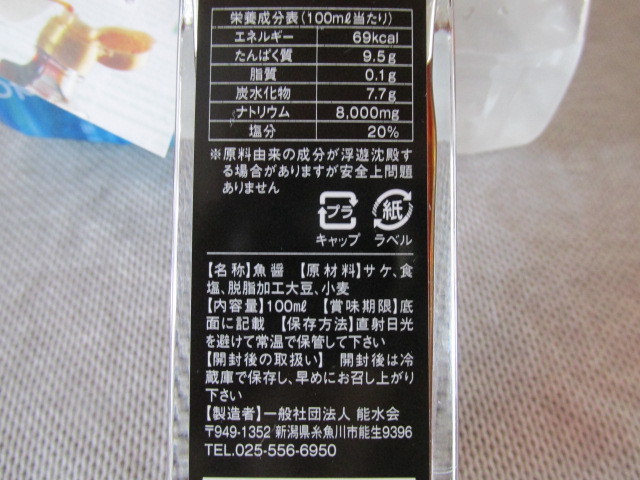 栄養成分表(100㎖当たり)
エネルギー 69kcal
たんぱく質 9.5g
脂質 0.1g
炭水化物 7.7g
ナトリウム 8,000mg
塩分 20%
※原料由来の成分が浮遊沈殿す
る場合がありますが安全上問題
ありません
プラ 紙
キャップ ラベル
【名称】魚醤 【原材料】サケ、食
塩、脱脂加工大豆、小麦
【内容量】100㎖ 【賞味期限】底
面に記載 【保存方法】直射日光
を避けて常温で保管して下さい
【開封後の取扱い】 開封後は冷
蔵庫で保存し、早めにお召し上がり
下さい
【製造者】一般社団法人 能水会
〒949-1352/新潟県糸魚川市能生9396
TEL.025-556-6950